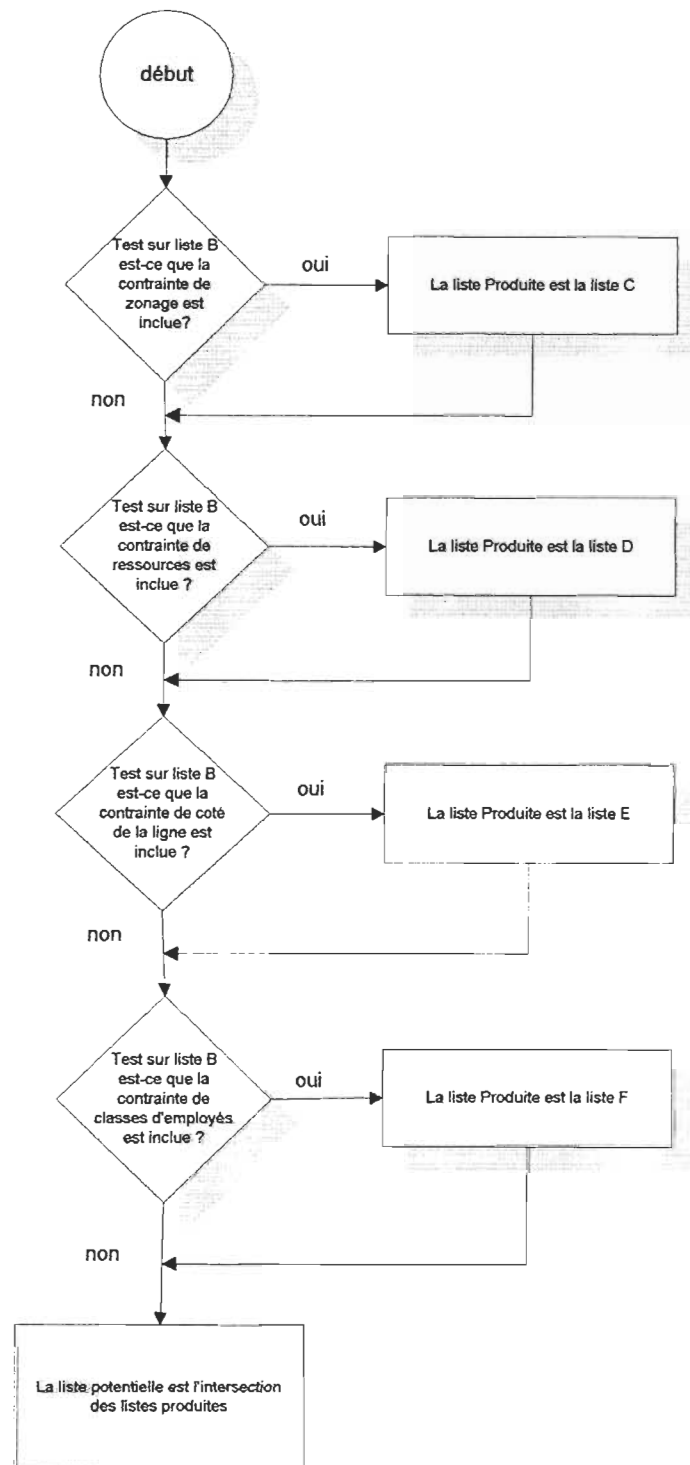 début
Test sur liste B
est-ce que la
contrainte de
zonage est
inclue?
oui
La liste Produite est la liste C
non
Test sur liste B
est-ce que la
contrainte de
ressources est
inclue ?
oui
La liste Produite est la liste D
non
Test sur liste B
est-ce que la
contrainte de coté
de la ligne est
inclue ?
oui
La liste Produite est la liste E
non
Test sur liste B
est-ce que la
contrainte de
classes d'employés
est inclue ?
oui
La liste Produite est la liste F
non
La liste potentielle est l'intersection
des listes produites